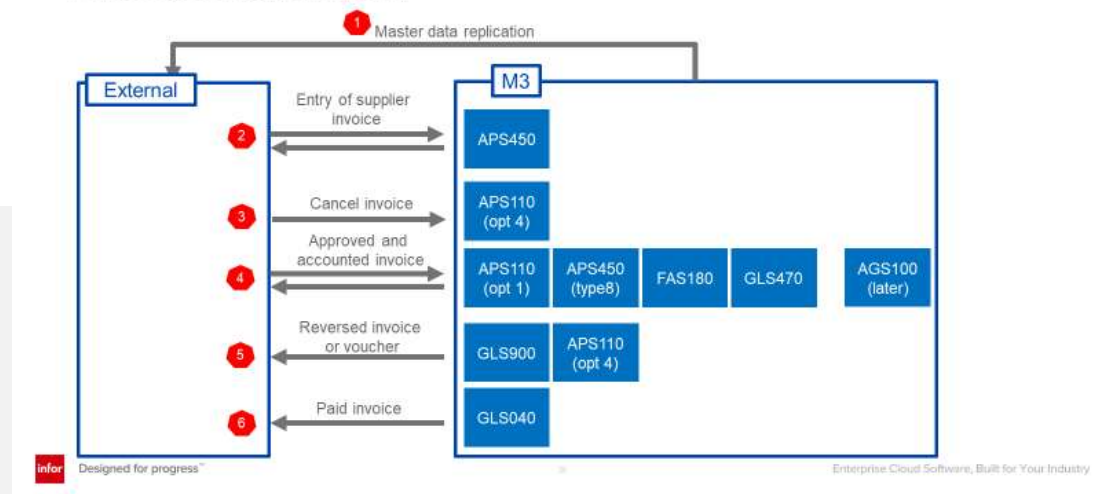 1
Master data replication
External
M3
Entry of supplier
invoice
2
APS450
Cancel invoice
3
APS110
(opt 4)
Approved and
accounted invoice
4
APS110
(opt 1)
APS450
(type8)
FAS180
GLS470
AGS100
(later)
Reversed invoice
or voucher
5
GLS900
APS110
(opt 4)
Paid invoice
6
GLS040
infor
Designed for progress™
Enterprise Cloud Software, Built for Your Industry